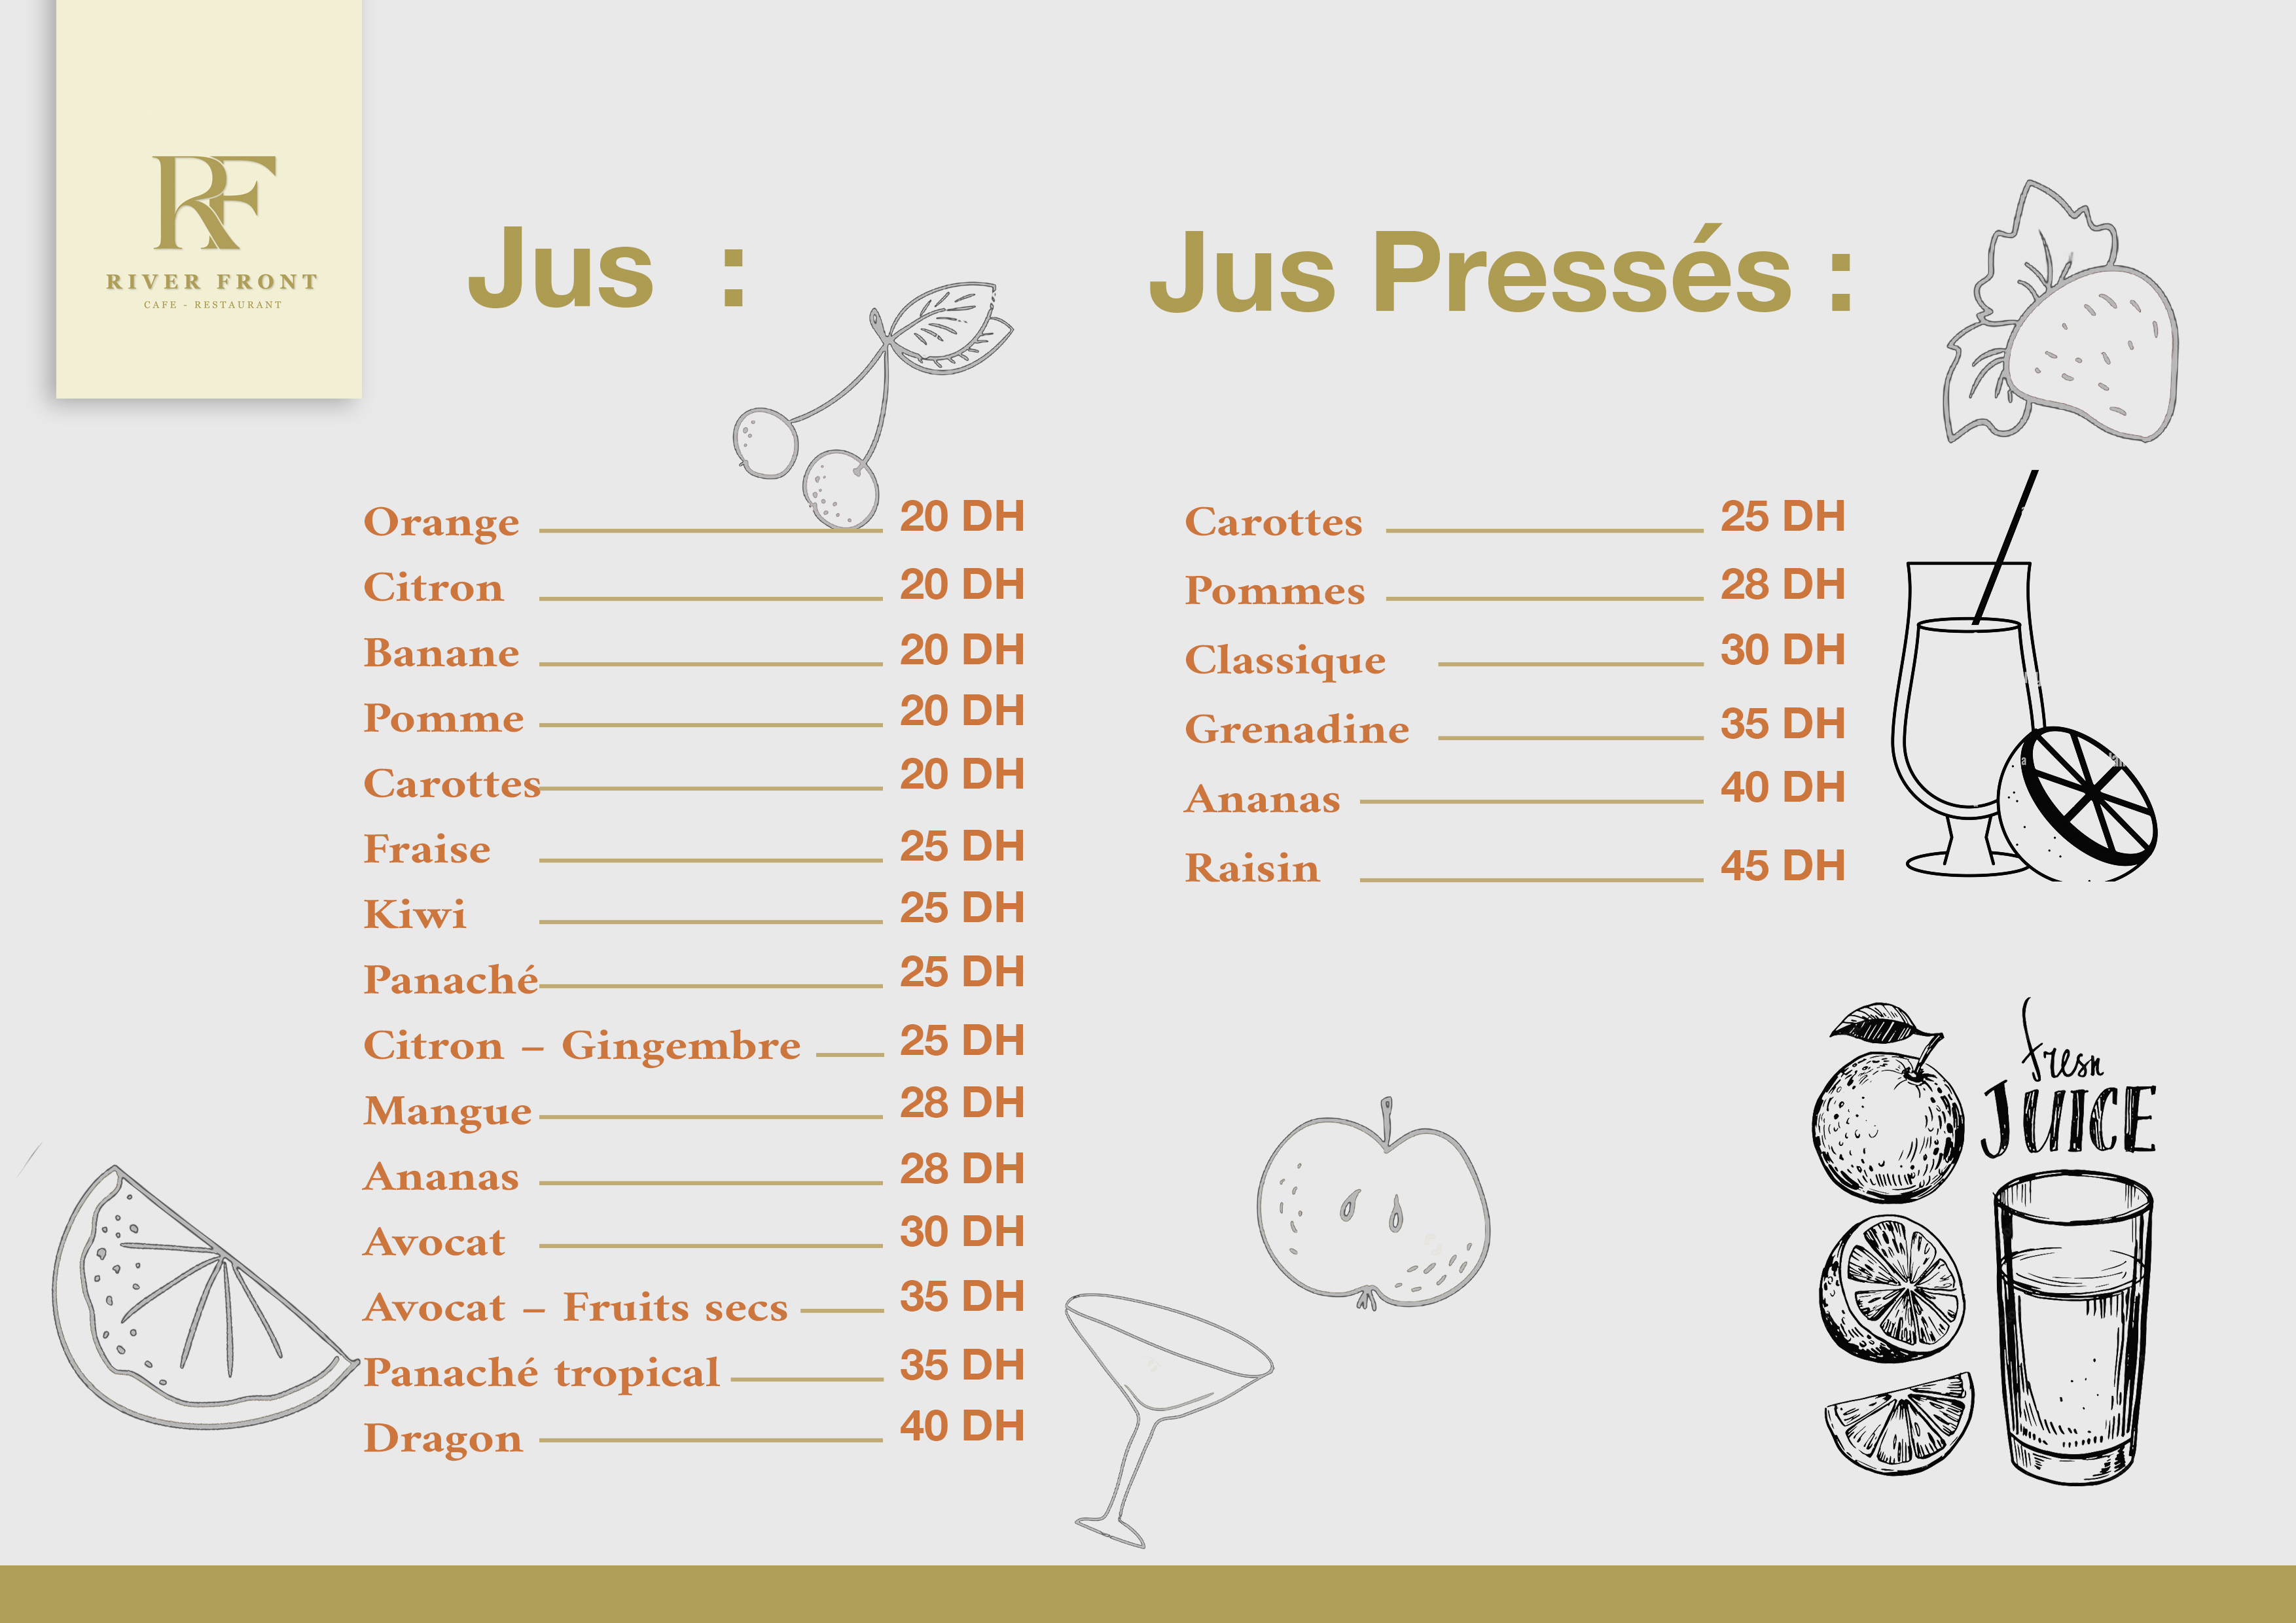 RF
RIVER FRONT
CAFE - RESTAURANT
Jus :
Orange 20 DH
Citron 20 DH
Banane 20 DH
Pomme 20 DH
Carottes 20 DH
Fraise 25 DH
Kiwi 25 DH
Panaché 25 DH
Citron – Gingembre 25 DH
Mangue 28 DH
Ananas 28 DH
Avocat 30 DH
Avocat – Fruits secs 35 DH
Panaché tropical 35 DH
Dragon 40 DH
Jus Pressés :
Carottes 25 DH
Pommes 28 DH
Classique 30 DH
Grenadine 35 DH
Ananas 40 DH
Raisin 45 DH
fresh
JUICE